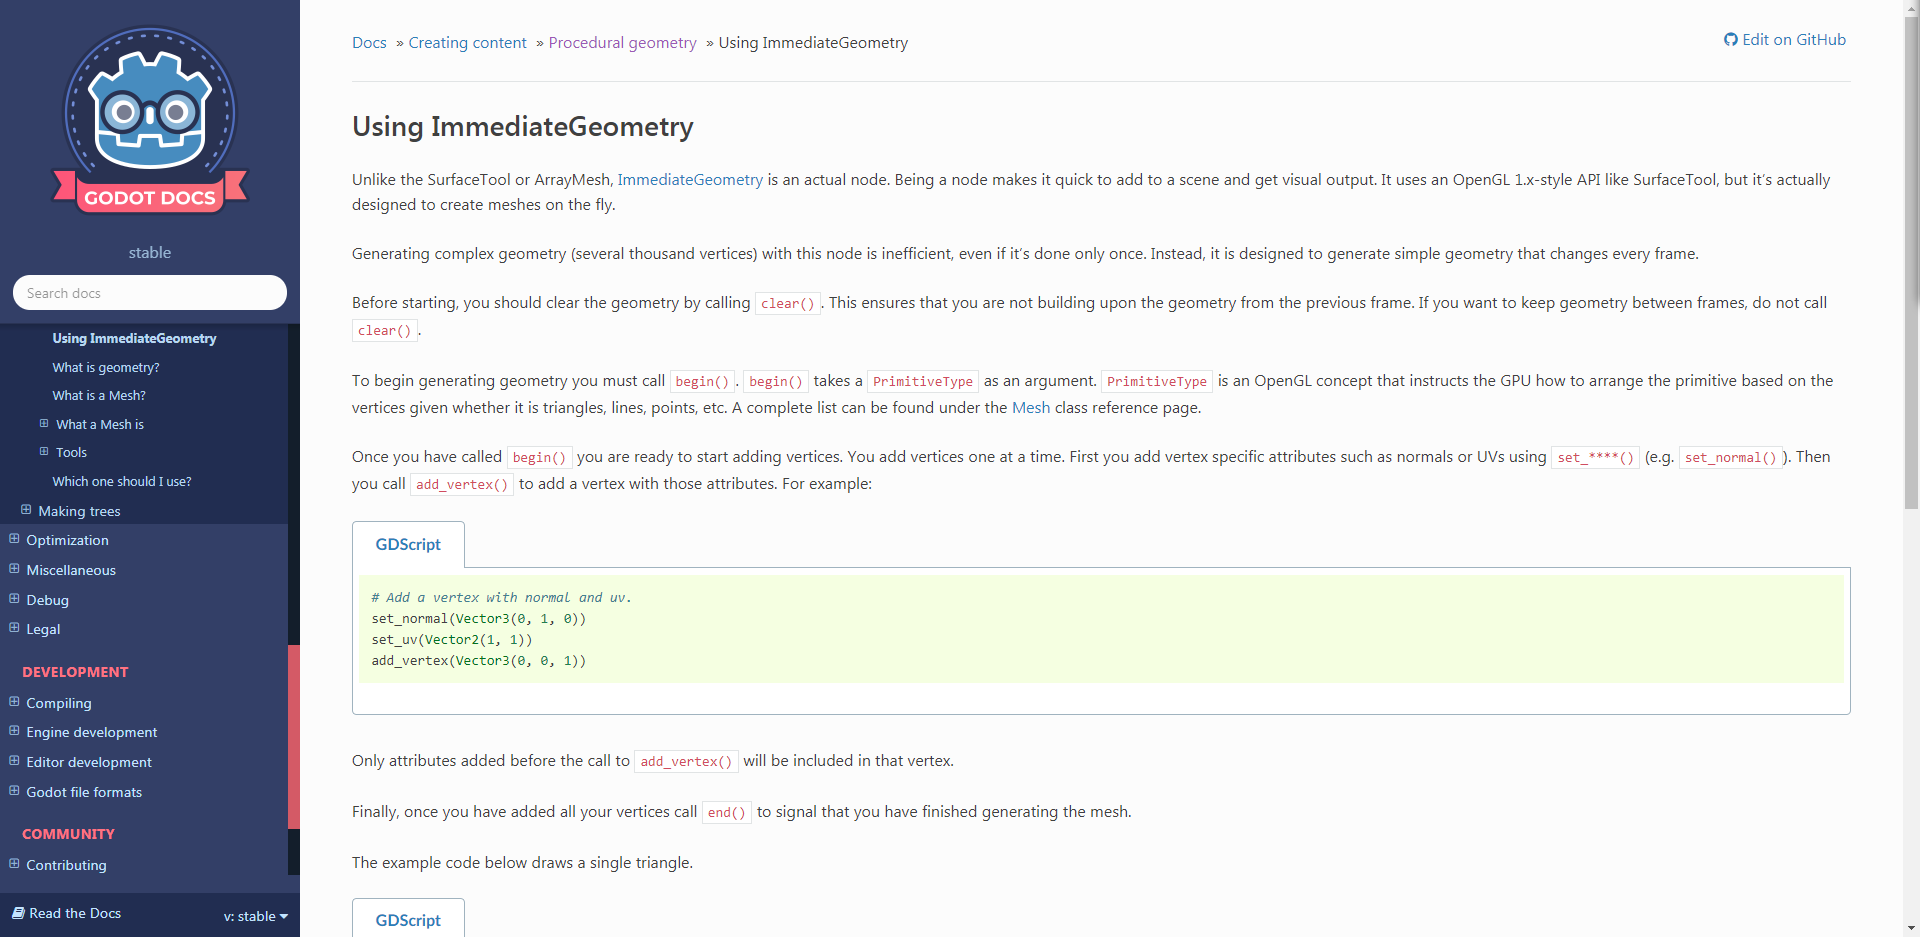 GODOT DOCS
stable
Search docs
Using ImmediateGeometry
What is geometry?
What is a Mesh?
What a Mesh is
Tools
Which one should I use?
Making trees
Optimization
Miscellaneous
Debug
Legal
DEVELOPMENT
Compiling
Engine development
Editor development
Godot file formats
COMMUNITY
Contributing
Read the Docs
v: stable
Docs » Creating content » Procedural geometry » Using ImmediateGeometry
Edit on GitHub
Using ImmediateGeometry
Unlike the SurfaceTool or ArrayMesh, ImmediateGeometry is an actual node. Being a node makes it quick to add to a scene and get visual output. It uses an OpenGL 1.x-style API like SurfaceTool, but it's actually
designed to create meshes on the fly.
Generating complex geometry (several thousand vertices) with this node is inefficient, even if it's done only once. Instead, it is designed to generate simple geometry that changes every frame.
Before starting, you should clear the geometry by calling clear(). This ensures that you are not building upon the geometry from the previous frame. If you want to keep geometry between frames, do not call
clear().
To begin generating geometry you must call begin(). begin() takes a PrimitiveType as an argument. PrimitiveType is an OpenGL concept that instructs the GPU how to arrange the primitive based on the
vertices given whether it is triangles, lines, points, etc. A complete list can be found under the Mesh class reference page.
Once you have called begin() you are ready to start adding vertices. You add vertices one at a time. First you add vertex specific attributes such as normals or UVs using set_****() (e.g. set_normal()). Then
you call add_vertex() to add a vertex with those attributes. For example:
GDScript
# Add a vertex with normal and uv.
set_normal(Vector3(0, 1, 0))
set_uv(Vector2(1, 1))
add_vertex(Vector3(0, 0, 1))
Only attributes added before the call to add_vertex() will be included in that vertex.
Finally, once you have added all your vertices call end() to signal that you have finished generating the mesh.
The example code below draws a single triangle.
GDScript